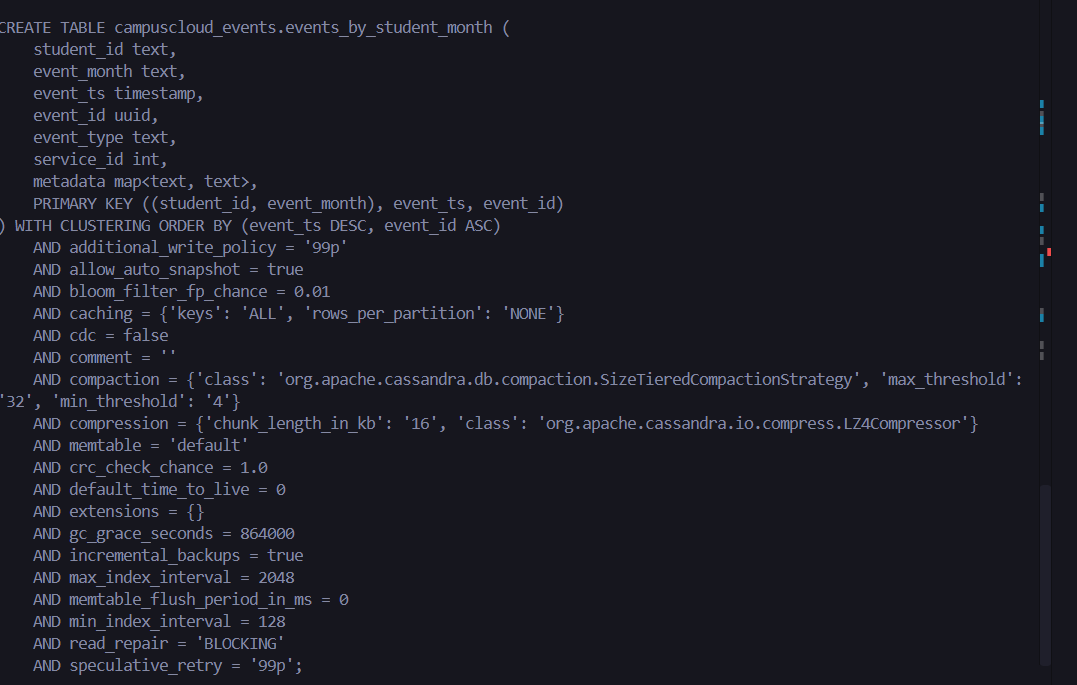 CREATE TABLE campuscloud_events.events_by_student_month (
    student_id text,
    event_month text,
    event_ts timestamp,
    event_id uuid,
    event_type text,
    service_id int,
    metadata map<text, text>,
    PRIMARY KEY ((student_id, event_month), event_ts, event_id)
) WITH CLUSTERING ORDER BY (event_ts DESC, event_id ASC)
    AND additional_write_policy = '99p'
    AND allow_auto_snapshot = true
    AND bloom_filter_fp_chance = 0.01
    AND caching = {'keys': 'ALL', 'rows_per_partition': 'NONE'}
    AND cdc = false
    AND comment = ''
    AND compaction = {'class': 'org.apache.cassandra.db.compaction.SizeTieredCompactionStrategy', 'max_threshold':
'32', 'min_threshold': '4'}
    AND compression = {'chunk_length_in_kb': '16', 'class': 'org.apache.cassandra.io.compress.LZ4Compressor'}
    AND memtable = 'default'
    AND crc_check_chance = 1.0
    AND default_time_to_live = 0
    AND extensions = {}
    AND gc_grace_seconds = 864000
    AND incremental_backups = true
    AND max_index_interval = 2048
    AND memtable_flush_period_in_ms = 0
    AND min_index_interval = 128
    AND read_repair = 'BLOCKING'
    AND speculative_retry = '99p';